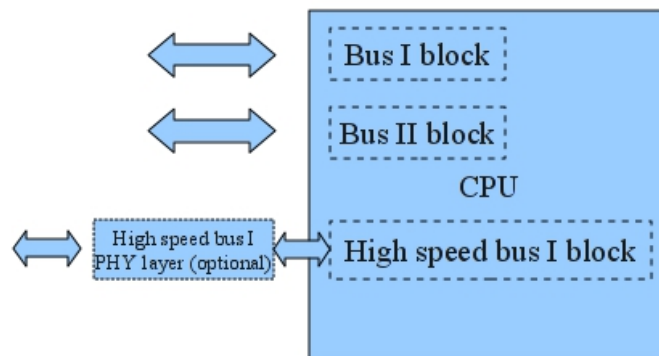 Bus I block
Bus II block
CPU
High speed bus I
PHY layer (optional)
High speed bus I block